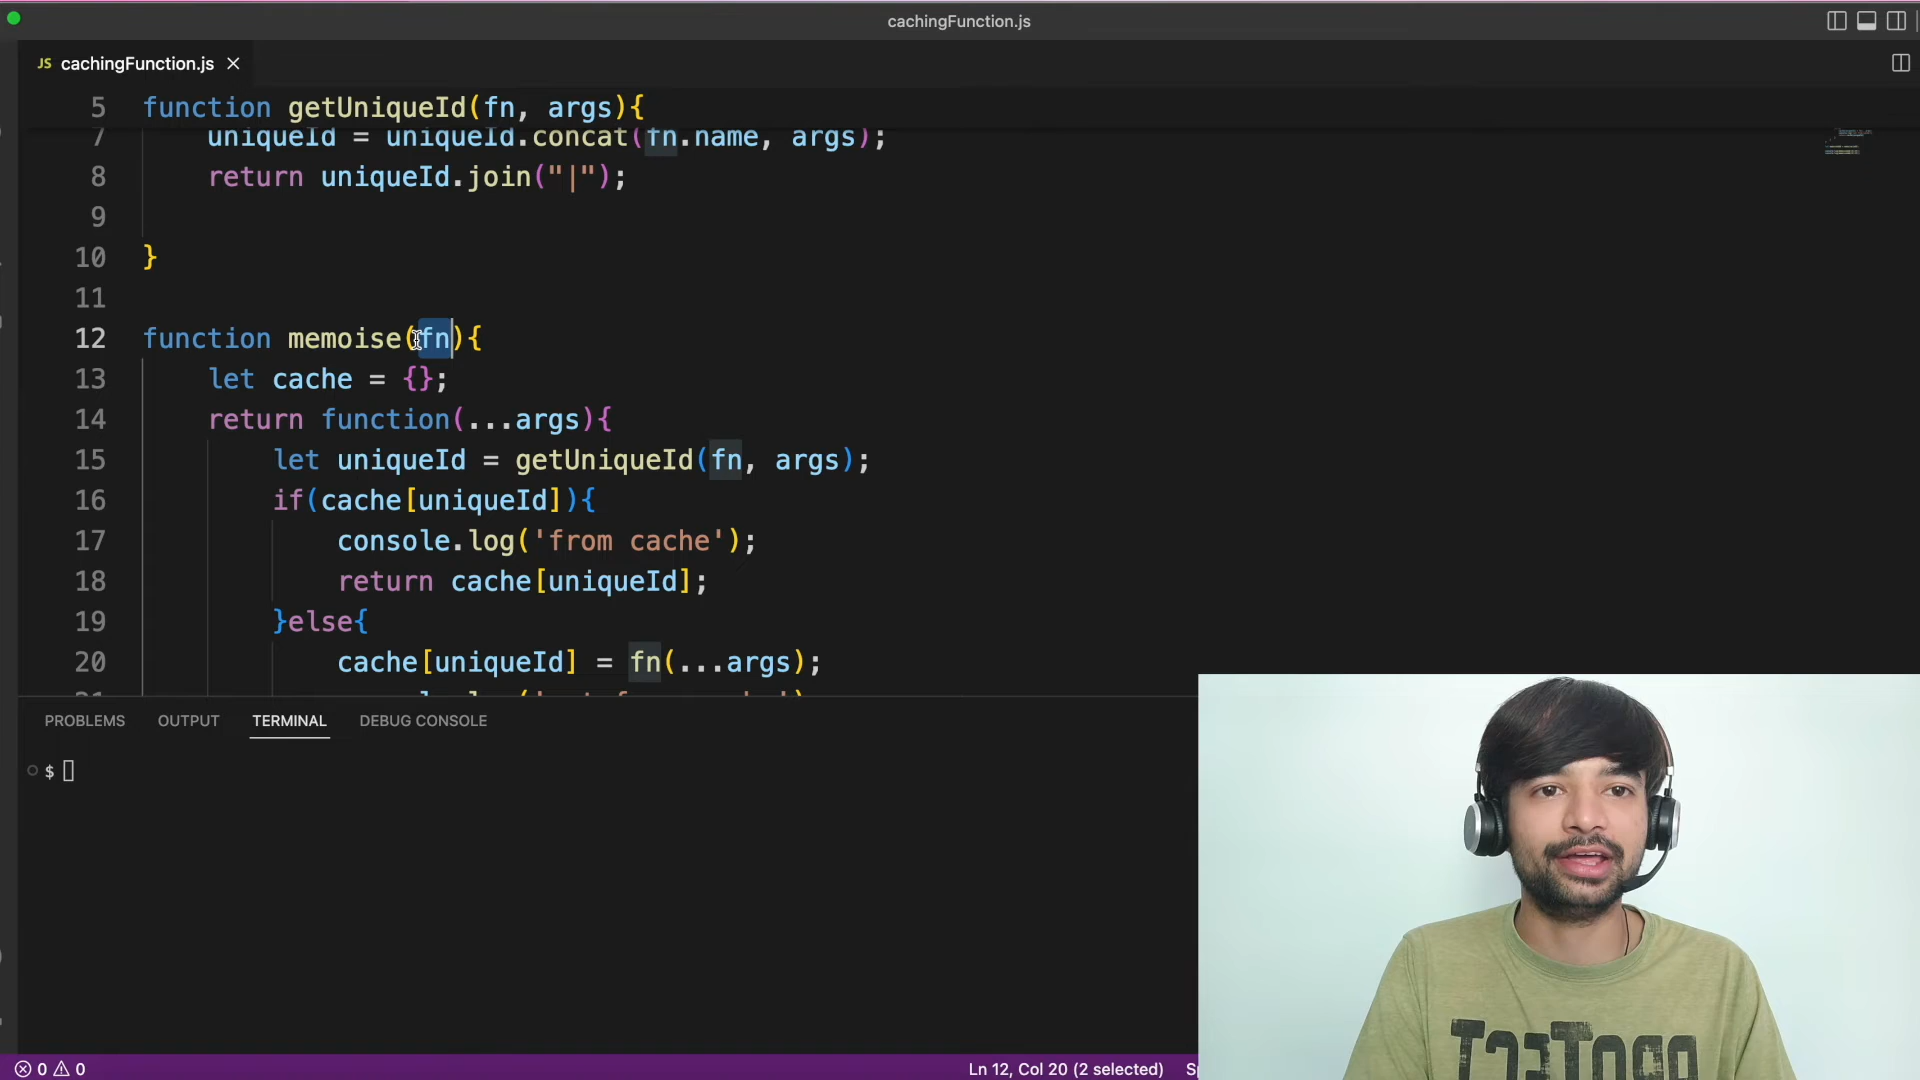 cachingFunction.js
JS cachingFunction.js
5 function getUniqueId(fn, args){
7 uniqueId = uniqueId.concat(fn.name, args);
8 return uniqueId.join("|");
9
10 }
11
12 function memoise(fn){
13 let cache = {};
14 return function(...args){
15 let uniqueId = getUniqueId(fn, args);
16 if(cache[uniqueId]){
17 console.log('from cache');
18 return cache[uniqueId];
19 }else{
20 cache[uniqueId] = fn(...args);
PROBLEMS OUTPUT TERMINAL DEBUG CONSOLE
$
0 0 Ln 12, Col 20 (2 selected)